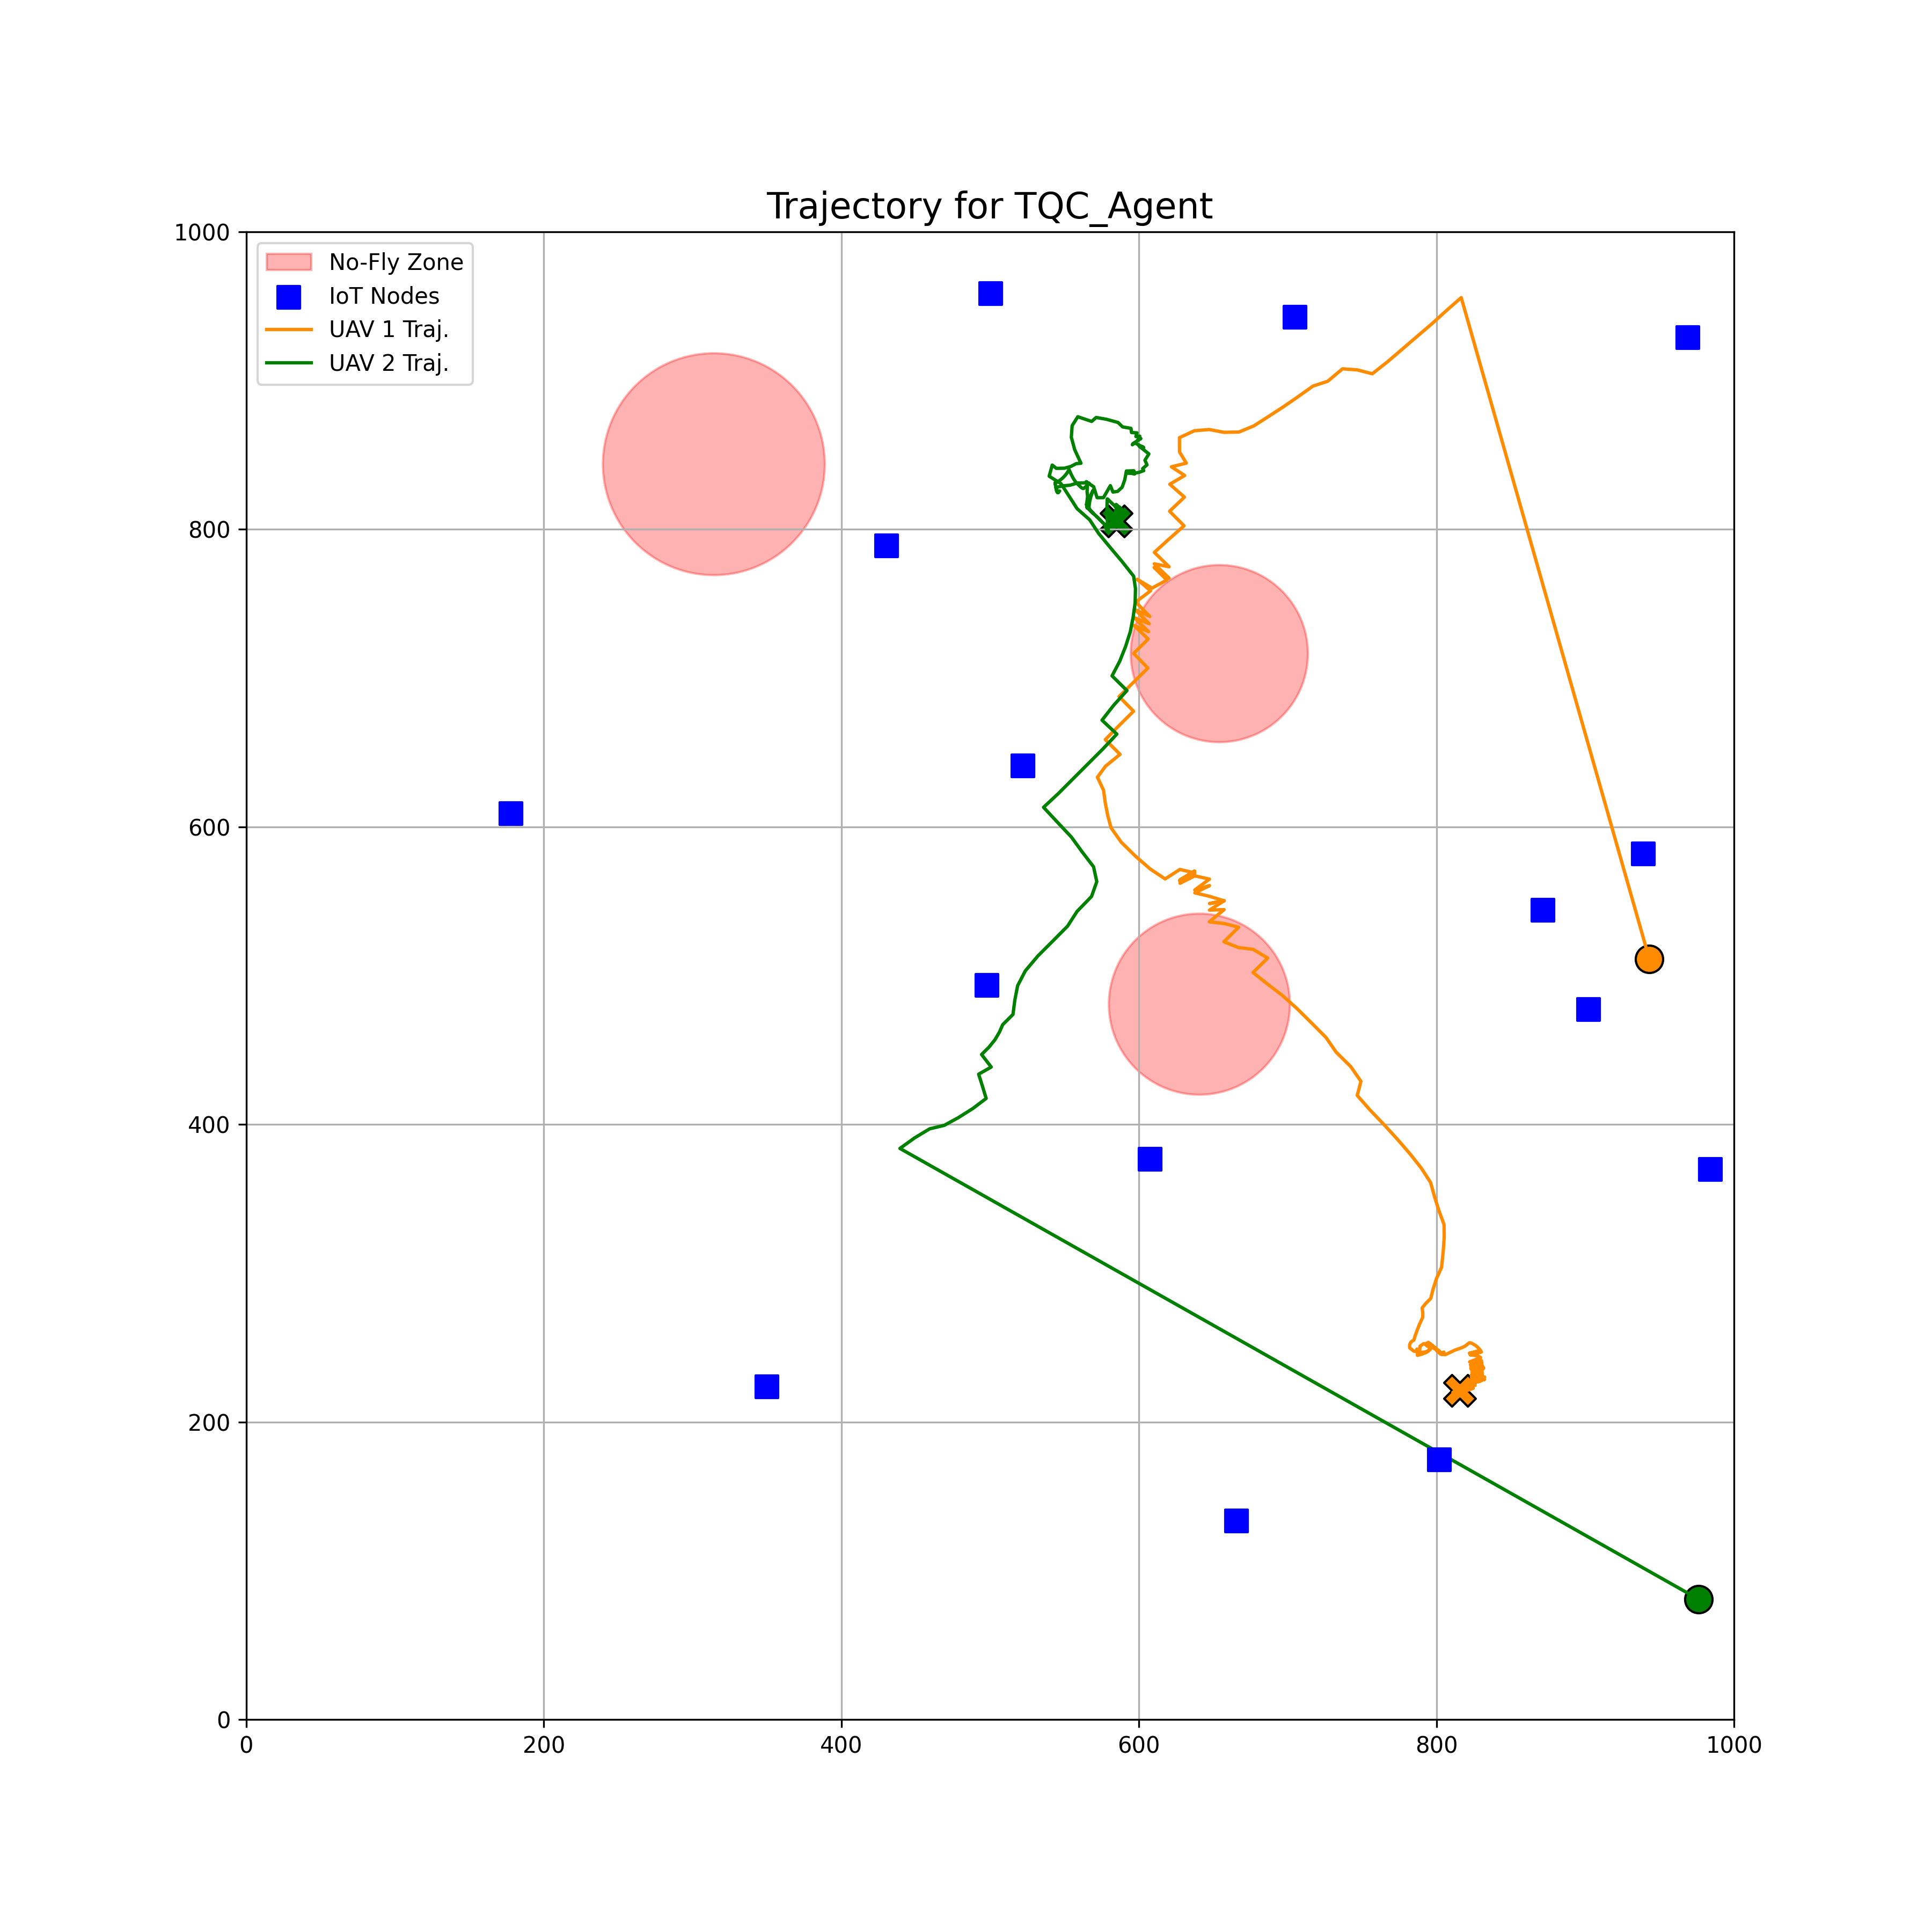 Trajectory for TQC_Agent
No-Fly Zone
IoT Nodes
UAV 1 Traj.
UAV 2 Traj.
1000
800
600
400
200
0
0 200 400 600 800 1000